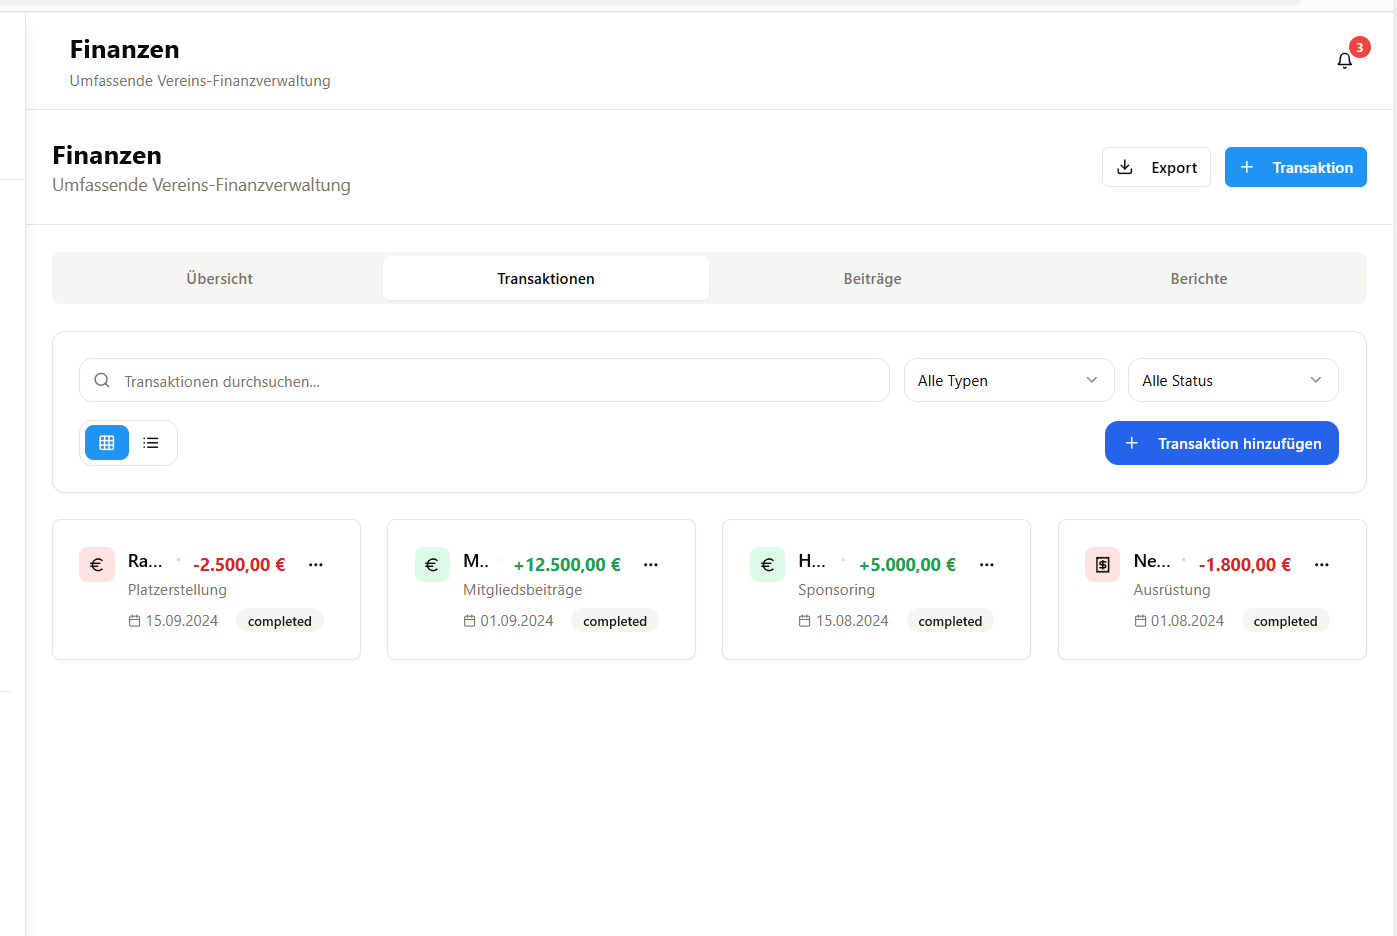 Finanzen
3
Umfassende Vereins-Finanzverwaltung
Finanzen
Umfassende Vereins-Finanzverwaltung
Export
Transaktion
Übersicht
Transaktionen
Beiträge
Berichte
Transaktionen durchsuchen...
Alle Typen
Alle Status
Transaktion hinzufügen
€ Ra... -2.500,00 €
Platzerstellung
15.09.2024 completed
€ M.. +12.500,00 €
Mitgliedsbeiträge
01.09.2024 completed
€ H... +5.000,00 €
Sponsoring
15.08.2024 completed
$ Ne... -1.800,00 €
Ausrüstung
01.08.2024 completed